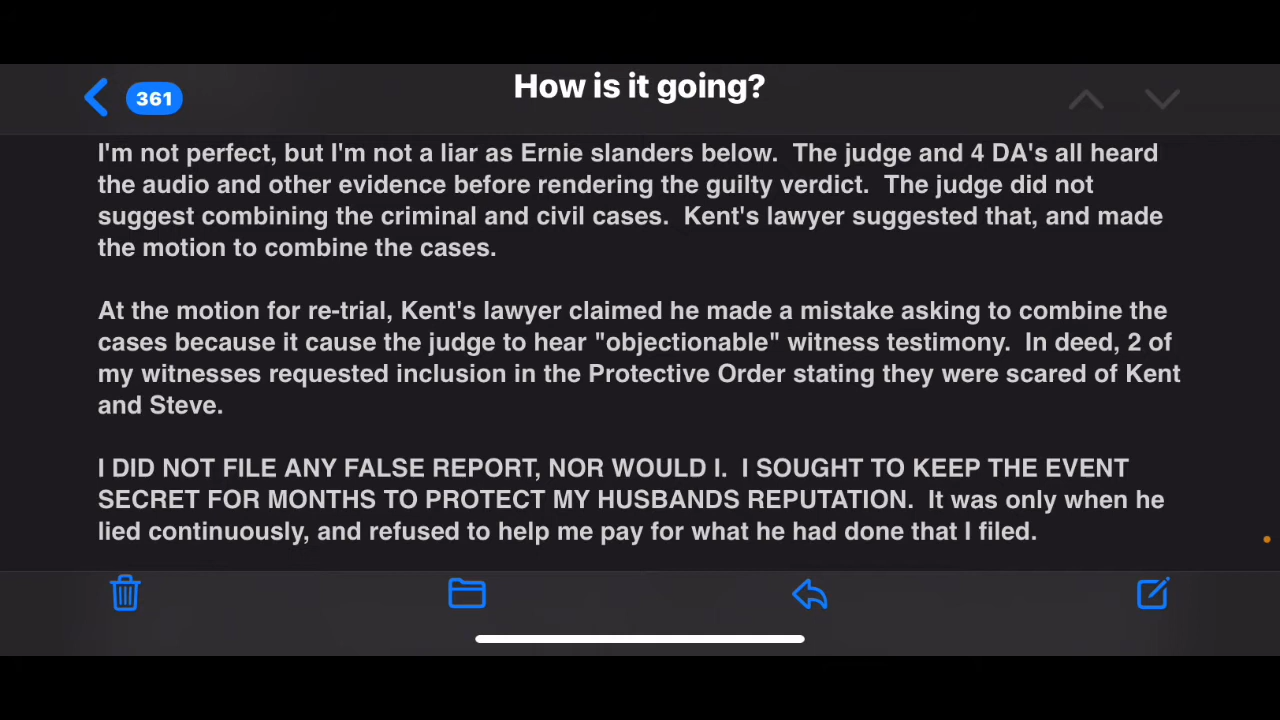 How is it going?
361
I'm not perfect, but I'm not a liar as Ernie slanders below.  The judge and 4 DA's all heard
the audio and other evidence before rendering the guilty verdict.  The judge did not
suggest combining the criminal and civil cases.  Kent's lawyer suggested that, and made
the motion to combine the cases.
At the motion for re-trial, Kent's lawyer claimed he made a mistake asking to combine the
cases because it cause the judge to hear "objectionable" witness testimony.  In deed, 2 of
my witnesses requested inclusion in the Protective Order stating they were scared of Kent
and Steve.
I DID NOT FILE ANY FALSE REPORT, NOR WOULD I.  I SOUGHT TO KEEP THE EVENT
SECRET FOR MONTHS TO PROTECT MY HUSBANDS REPUTATION.  It was only when he
lied continuously, and refused to help me pay for what he had done that I filed.